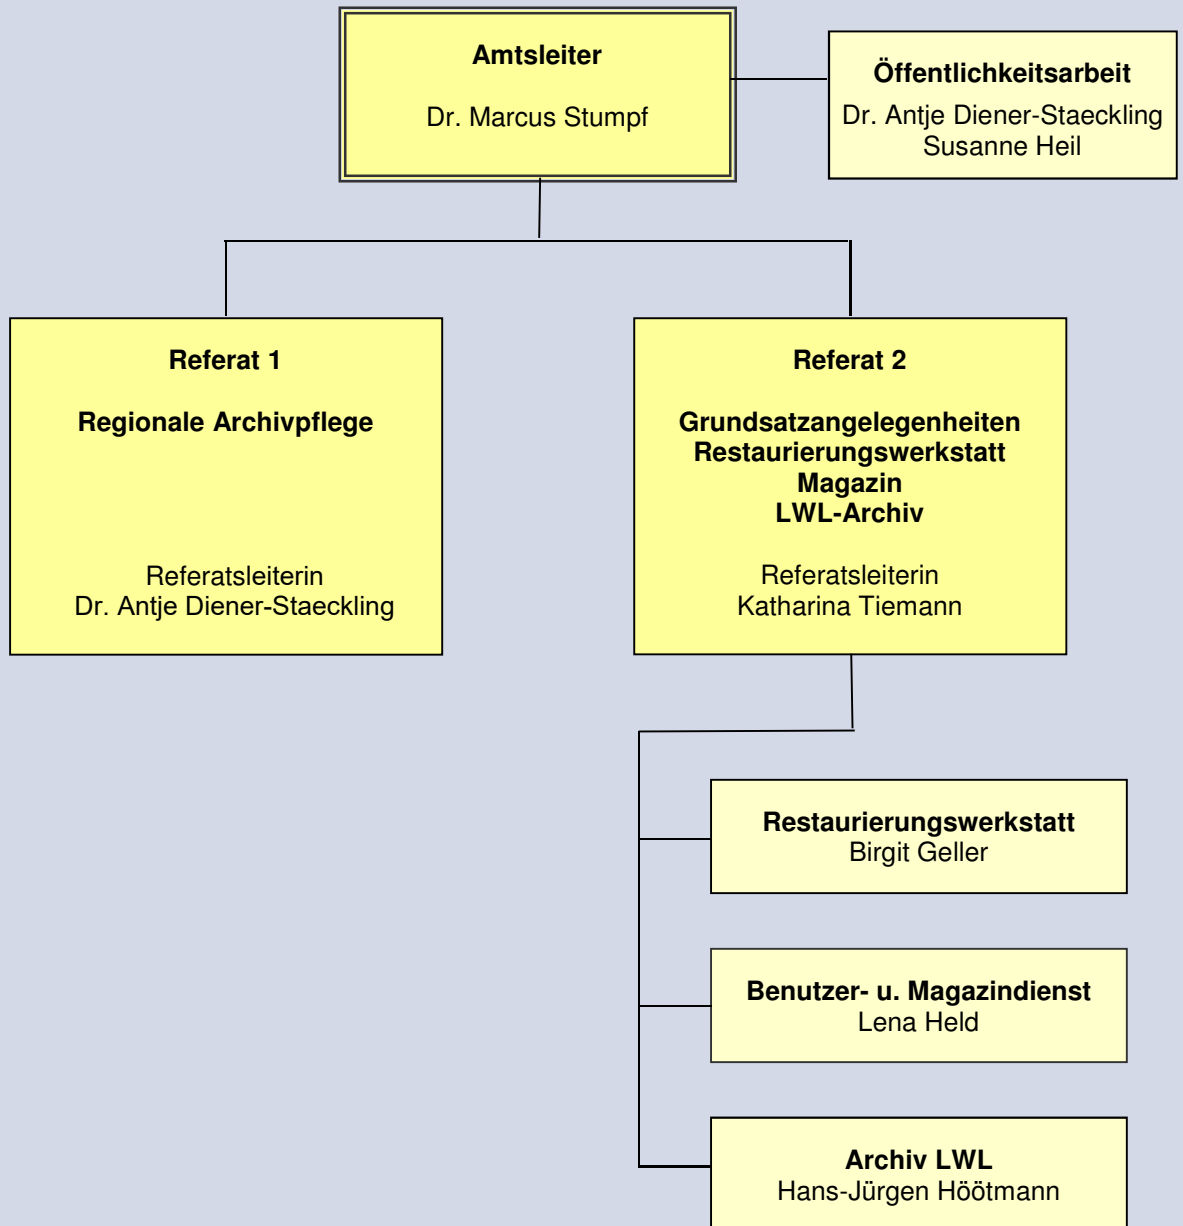 Amtsleiter
Dr. Marcus Stumpf
Öffentlichkeitsarbeit
Dr. Antje Diener-Staeckling
Susanne Heil
Referat 1
Regionale Archivpflege
Referatsleiterin
Dr. Antje Diener-Staeckling
Referat 2
Grundsatzangelegenheiten
Restaurierungswerkstatt
Magazin
LWL-Archiv
Referatsleiterin
Katharina Tiemann
Restaurierungswerkstatt
Birgit Geller
Benutzer- u. Magazindienst
Lena Held
Archiv LWL
Hans-Jürgen Höötmann